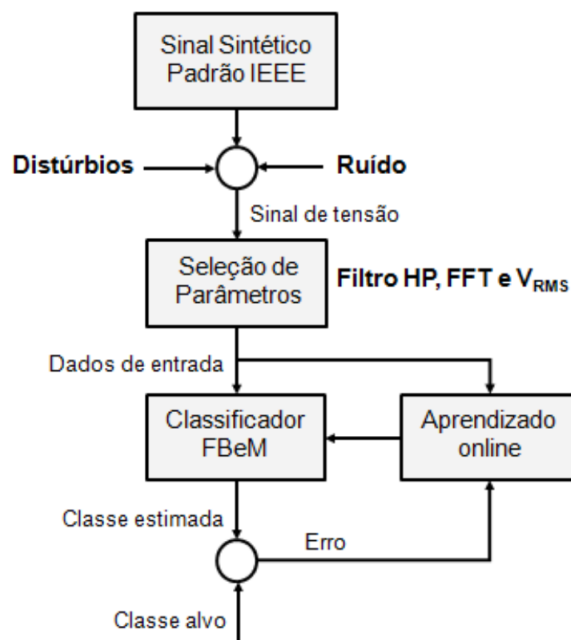 Sinal Sintético
Padrão IEEE
Distúrbios
Ruído
Sinal de tensão
Seleção de
Parâmetros
Filtro HP, FFT e VRMS
Dados de entrada
Classificador
FBeM
Aprendizado
online
Classe estimada
Erro
Classe alvo